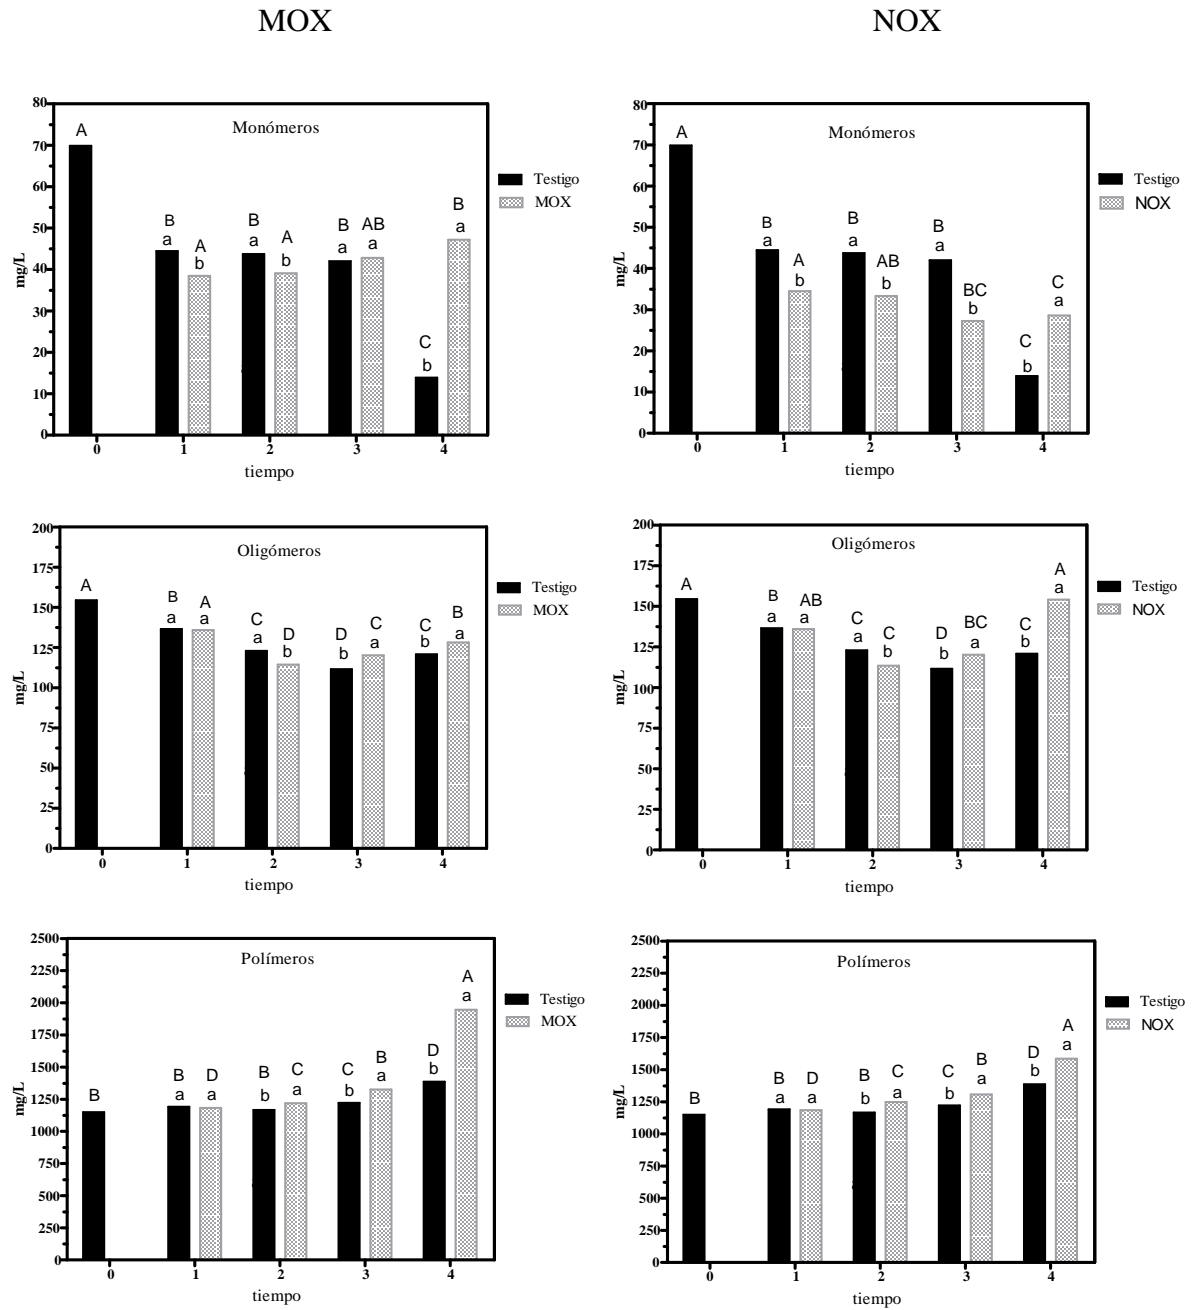 MOX
NOX
Monómeros
80
70
60
50
40
30
20
10
0
mg/L
A
B
a
A
b
B
a
A
b
B
a
AB
a
C
b
B
a
0
1
2
3
4
tiempo
Testigo
MOX
Monómeros
80
70
60
50
40
30
20
10
0
mg/L
A
B
a
A
b
B
a
AB
b
B
a
BC
b
C
b
C
a
0
1
2
3
4
tiempo
Testigo
NOX
Oligómeros
200
175
150
125
100
75
50
25
0
mg/L
A
B
a
A
a
C
a
D
b
D
b
C
a
C
b
B
a
0
1
2
3
4
tiempo
Testigo
MOX
Oligómeros
200
175
150
125
100
75
50
25
0
mg/L
A
B
a
AB
a
C
a
C
b
D
b
BC
a
C
b
A
a
0
1
2
3
4
tiempo
Testigo
NOX
Polímeros
2500
2250
2000
1750
1500
1250
1000
750
500
250
0
mg/L
B
B
a
D
a
B
b
C
a
C
b
B
a
D
b
A
a
0
1
2
3
4
tiempo
Testigo
MOX
Polímeros
2500
2250
2000
1750
1500
1250
1000
750
500
250
0
mg/L
B
B
a
D
a
B
b
C
a
C
b
B
a
D
b
A
a
0
1
2
3
4
tiempo
Testigo
NOX